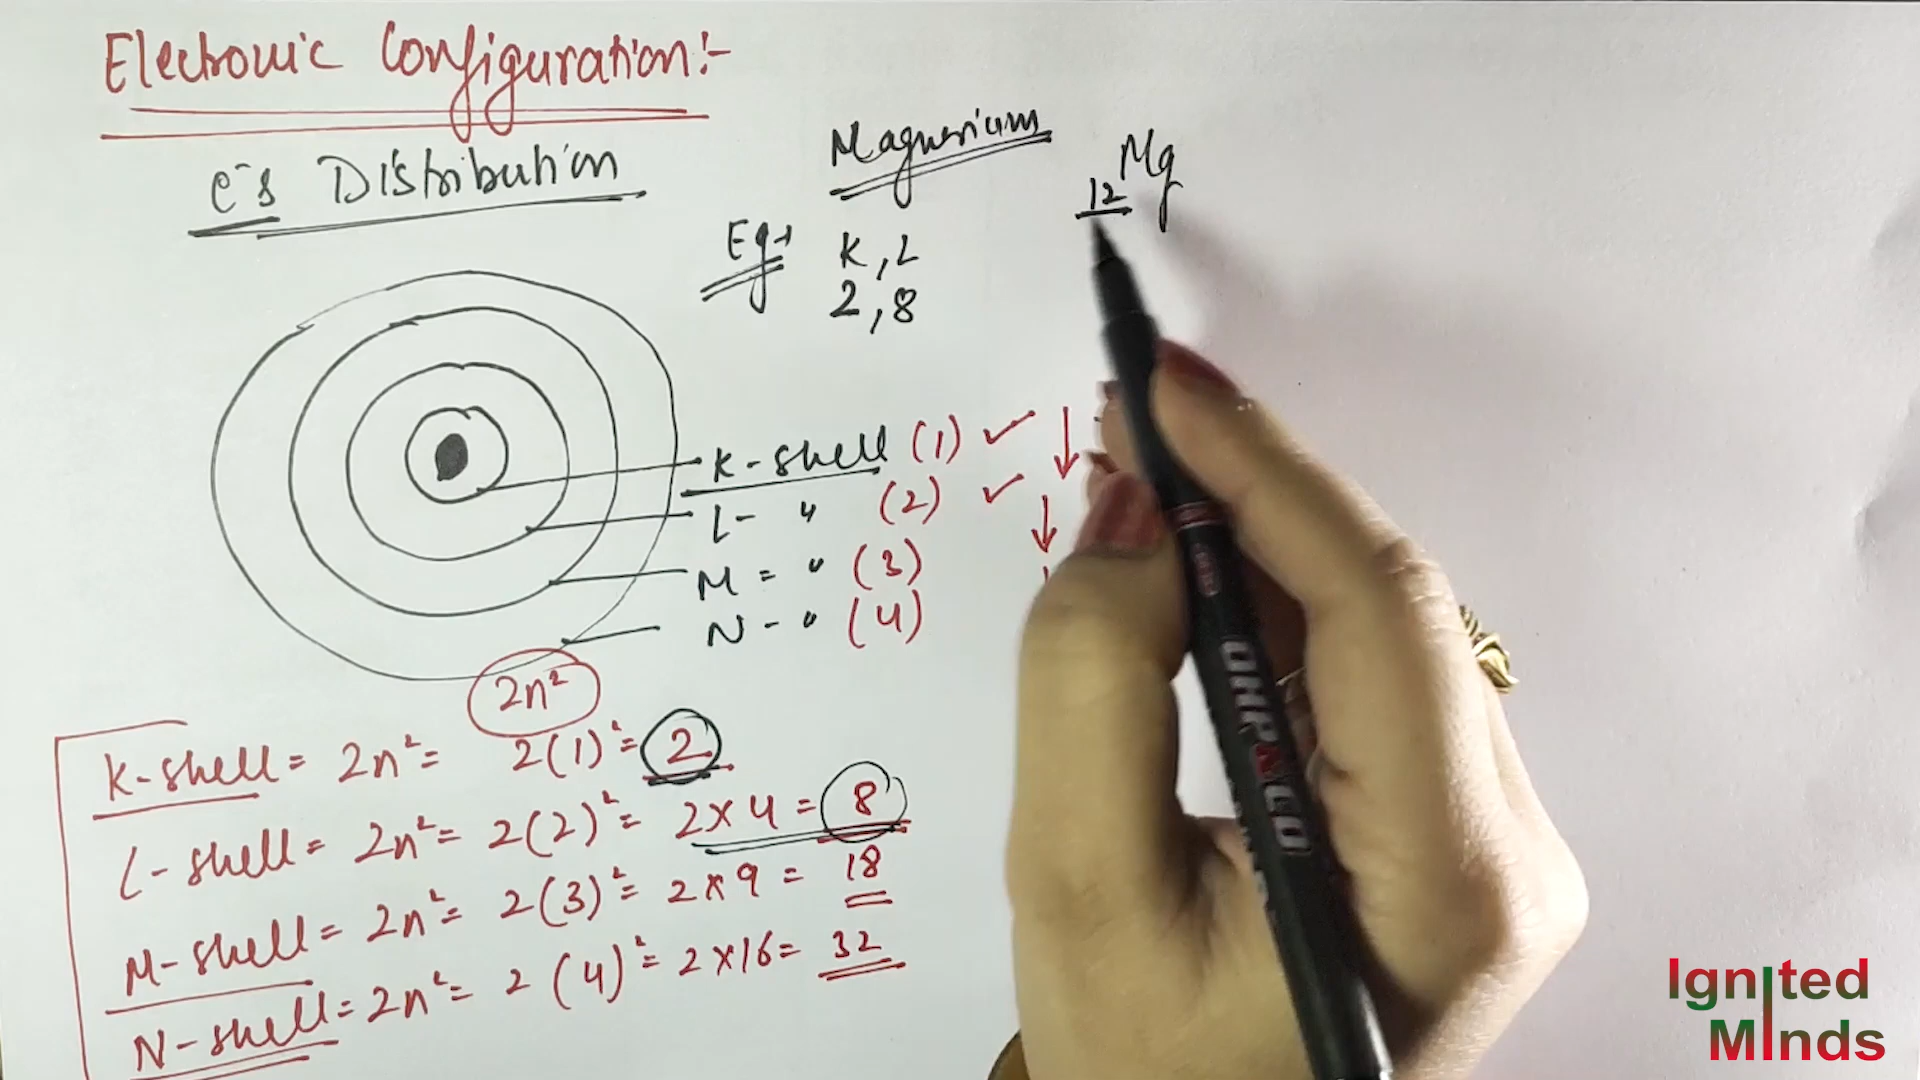 Electronic Configuration:-
e⁻s Distribution
Magnesium
12Mg
Eg:-
K, L
2, 8
K-shell (1) ✓ ↓
L- " (2) ✓ ↓
M = " (3)
N - " (4)
2n²
K-shell = 2n² = 2(1)² = 2
L-shell = 2n² = 2(2)² = 2×4 = 8
M-shell = 2n² = 2(3)² = 2×9 = 18
N-shell = 2n² = 2(4)² = 2×16 = 32
Ignited
Minds